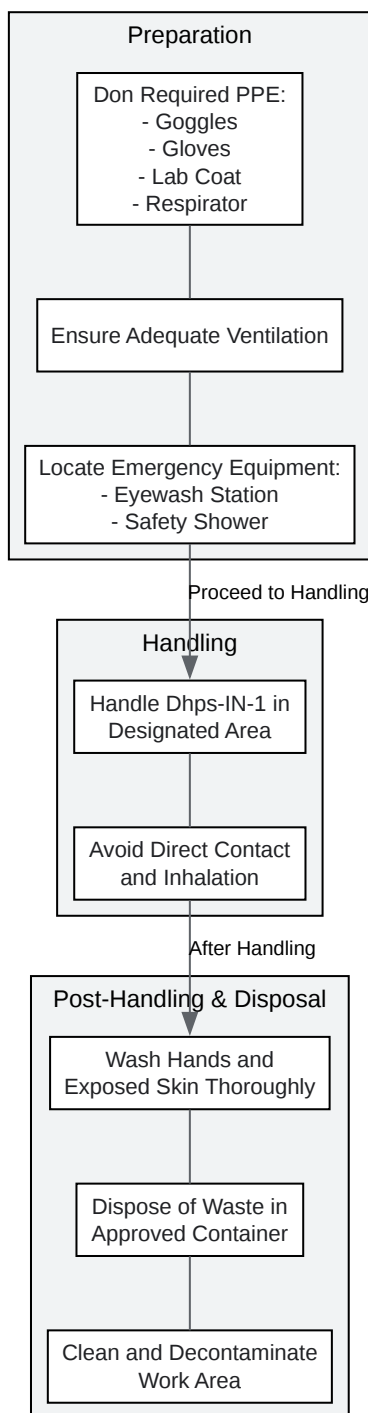 Preparation
Don Required PPE:
- Goggles
- Gloves
- Lab Coat
- Respirator
Ensure Adequate Ventilation
Locate Emergency Equipment:
- Eyewash Station
- Safety Shower
Proceed to Handling
Handling
Handle Dhps-IN-1 in
Designated Area
Avoid Direct Contact
and Inhalation
After Handling
Post-Handling & Disposal
Wash Hands and
Exposed Skin Thoroughly
Dispose of Waste in
Approved Container
Clean and Decontaminate
Work Area